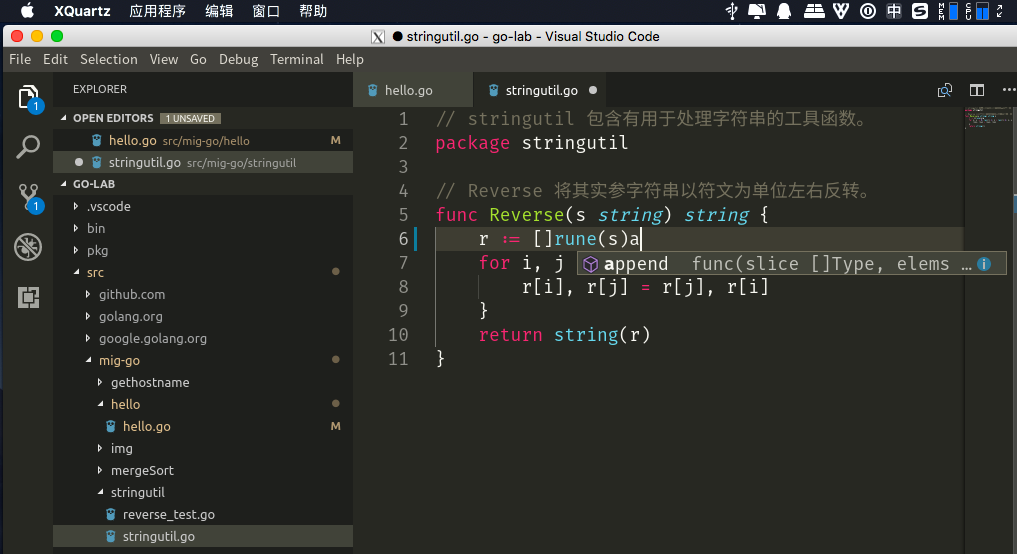 XQuartz 应用程序 编辑 窗口 帮助
stringutil.go - go-lab - Visual Studio Code
File Edit Selection View Go Debug Terminal Help
EXPLORER
OPEN EDITORS 1 UNSAVED
hello.go src/mig-go/hello M
stringutil.go src/mig-go/stringutil
GO-LAB
.vscode
bin
pkg
src
github.com
golang.org
google.golang.org
mig-go
gethostname
hello
hello.go M
img
mergeSort
stringutil
reverse_test.go
stringutil.go
1
1
hello.go stringutil.go
1 // stringutil 包含有用于处理字符串的工具函数。
2 package stringutil
3
4 // Reverse 将其实参字符串以符文为单位左右反转。
5 func Reverse(s string) string {
6 r := []rune(s)a
7 for i, j
append func(slice []Type, elems …
8 r[i], r[j] = r[j], r[i]
9 }
10 return string(r)
11 }
中
MEM
CPU